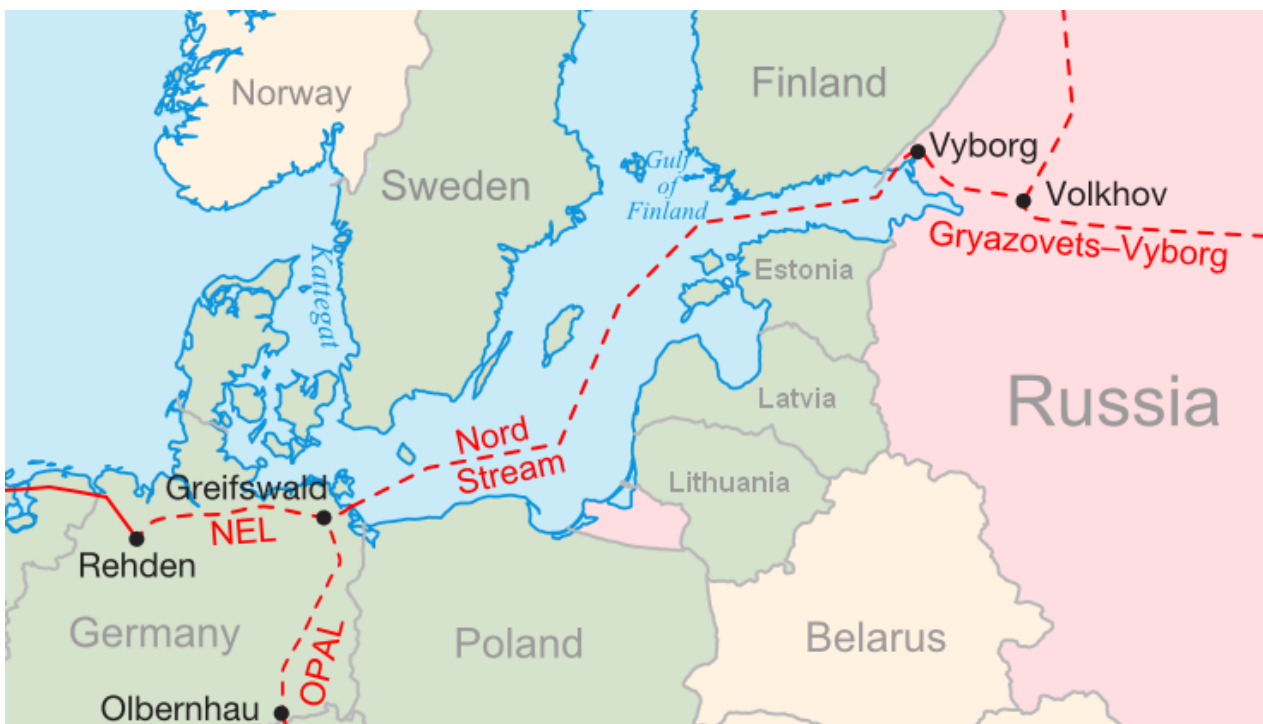 Norway
Finland
Sweden
Gulf
of
Finland
Vyborg
Volkhov
Gryazovets–Vyborg
Kattegat
Estonia
Latvia
Russia
Nord
Stream
Lithuania
Greifswald
NEL
Rehden
Germany
OPAL
Poland
Belarus
Olbernhau